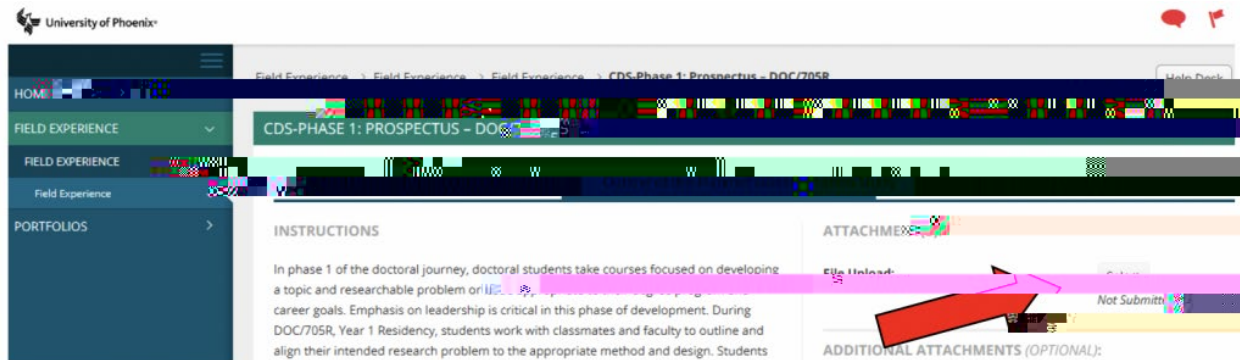 University of Phoenix
Field Experience > Field Experience > Field Experience > CDS-Phase 1: Prospectus – DOC/705R
Help Desk
HOME
FIELD EXPERIENCE
CDS-PHASE 1: PROSPECTUS – DOC
FIELD EXPERIENCE
Field Experience
PORTFOLIOS
INSTRUCTIONS
In phase 1 of the doctoral journey, doctoral students take courses focused on developing
a topic and researchable problem or
career goals. Emphasis on leadership is critical in this phase of development. During
DOC/705R, Year 1 Residency, students work with classmates and faculty to outline and
align their intended research problem to the appropriate method and design. Students
File Upload:
Select
Not
ADDITIONAL ATTACHMENTS (OPTIONAL):